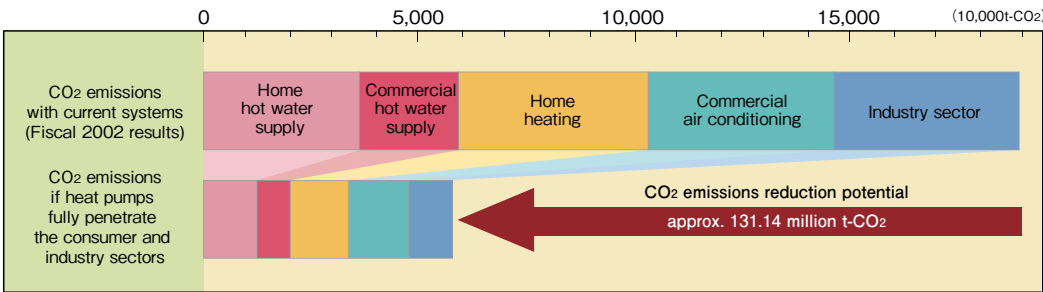 0 5,000 10,000 15,000 (10,000t-CO2)
CO2 emissions
with current systems
(Fiscal 2002 results)
Home
hot water
supply
Commercial
hot water
supply
Home
heating
Commercial
air conditioning
Industry sector
CO2 emissions
if heat pumps
fully penetrate
the consumer and
industry sectors
CO2 emissions reduction potential
approx. 131.14 million t-CO2